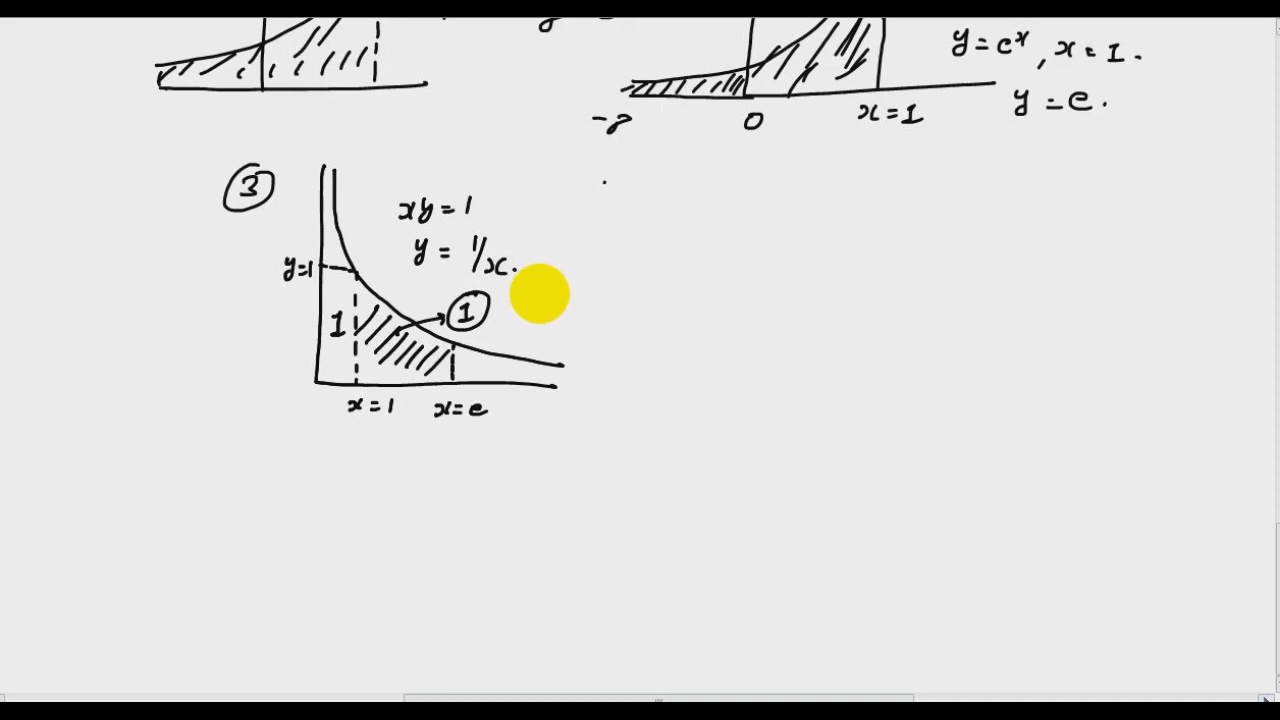 y = e^x, x = 1.
y = e.
-∞ 0 x = 1
3
xy = 1
y = 1/x.
y=1
1
1
x = 1 x = e